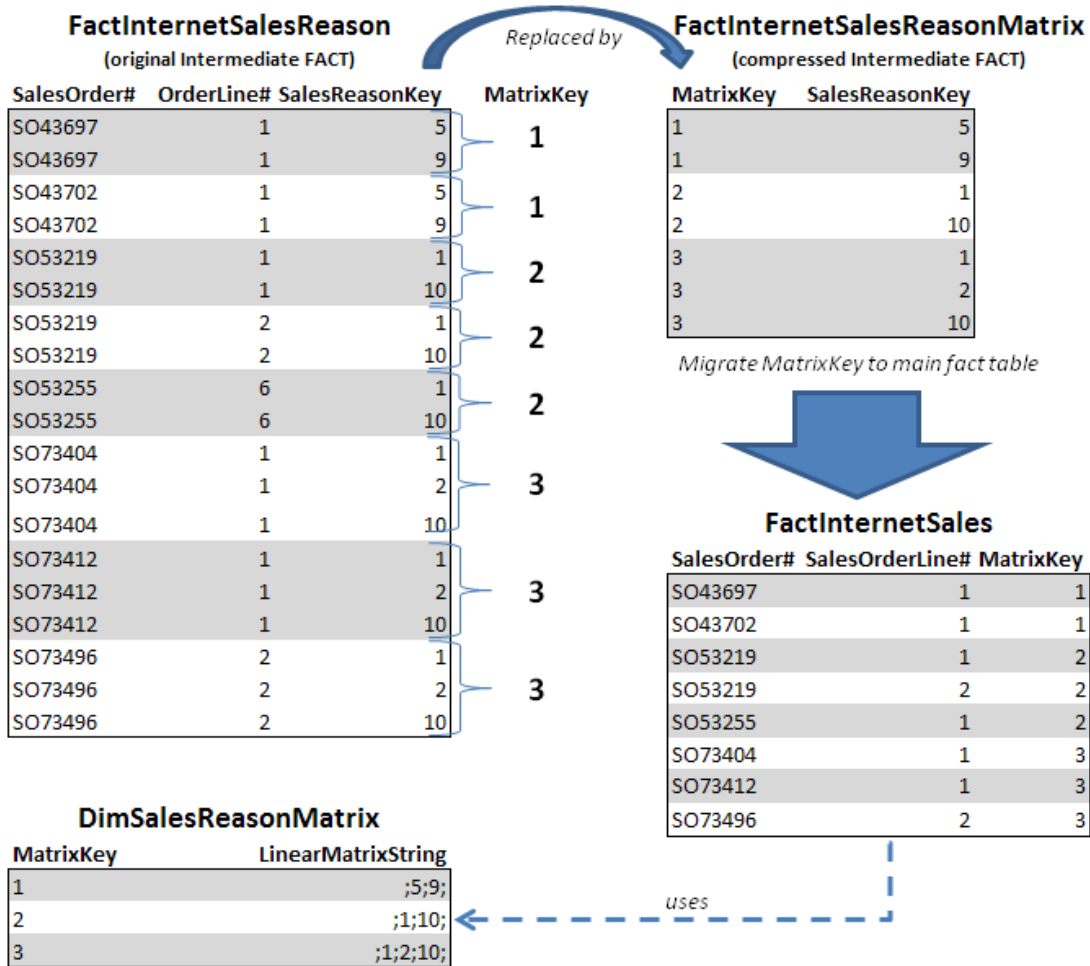 FactInternetSalesReason
(original Intermediate FACT)
Replaced by
FactInternetSalesReasonMatrix
(compressed Intermediate FACT)
SalesOrder# OrderLine# SalesReasonKey
SO43697 1 5
SO43697 1 9
SO43702 1 5
SO43702 1 9
SO53219 1 1
SO53219 1 10
SO53219 2 1
SO53219 2 10
SO53255 6 1
SO53255 6 10
SO73404 1 1
SO73404 1 2
SO73404 1 10
SO73412 1 1
SO73412 1 2
SO73412 1 10
SO73496 2 1
SO73496 2 2
SO73496 2 10
MatrixKey
1
1
2
2
2
3
3
3
MatrixKey SalesReasonKey
1 5
1 9
2 1
2 10
3 1
3 2
3 10
Migrate MatrixKey to main fact table
FactInternetSales
SalesOrder# SalesOrderLine# MatrixKey
SO43697 1 1
SO43702 1 1
SO53219 1 2
SO53219 2 2
SO53255 1 2
SO73404 1 3
SO73412 1 3
SO73496 2 3
uses
DimSalesReasonMatrix
MatrixKey LinearMatrixString
1 ;5;9;
2 ;1;10;
3 ;1;2;10;